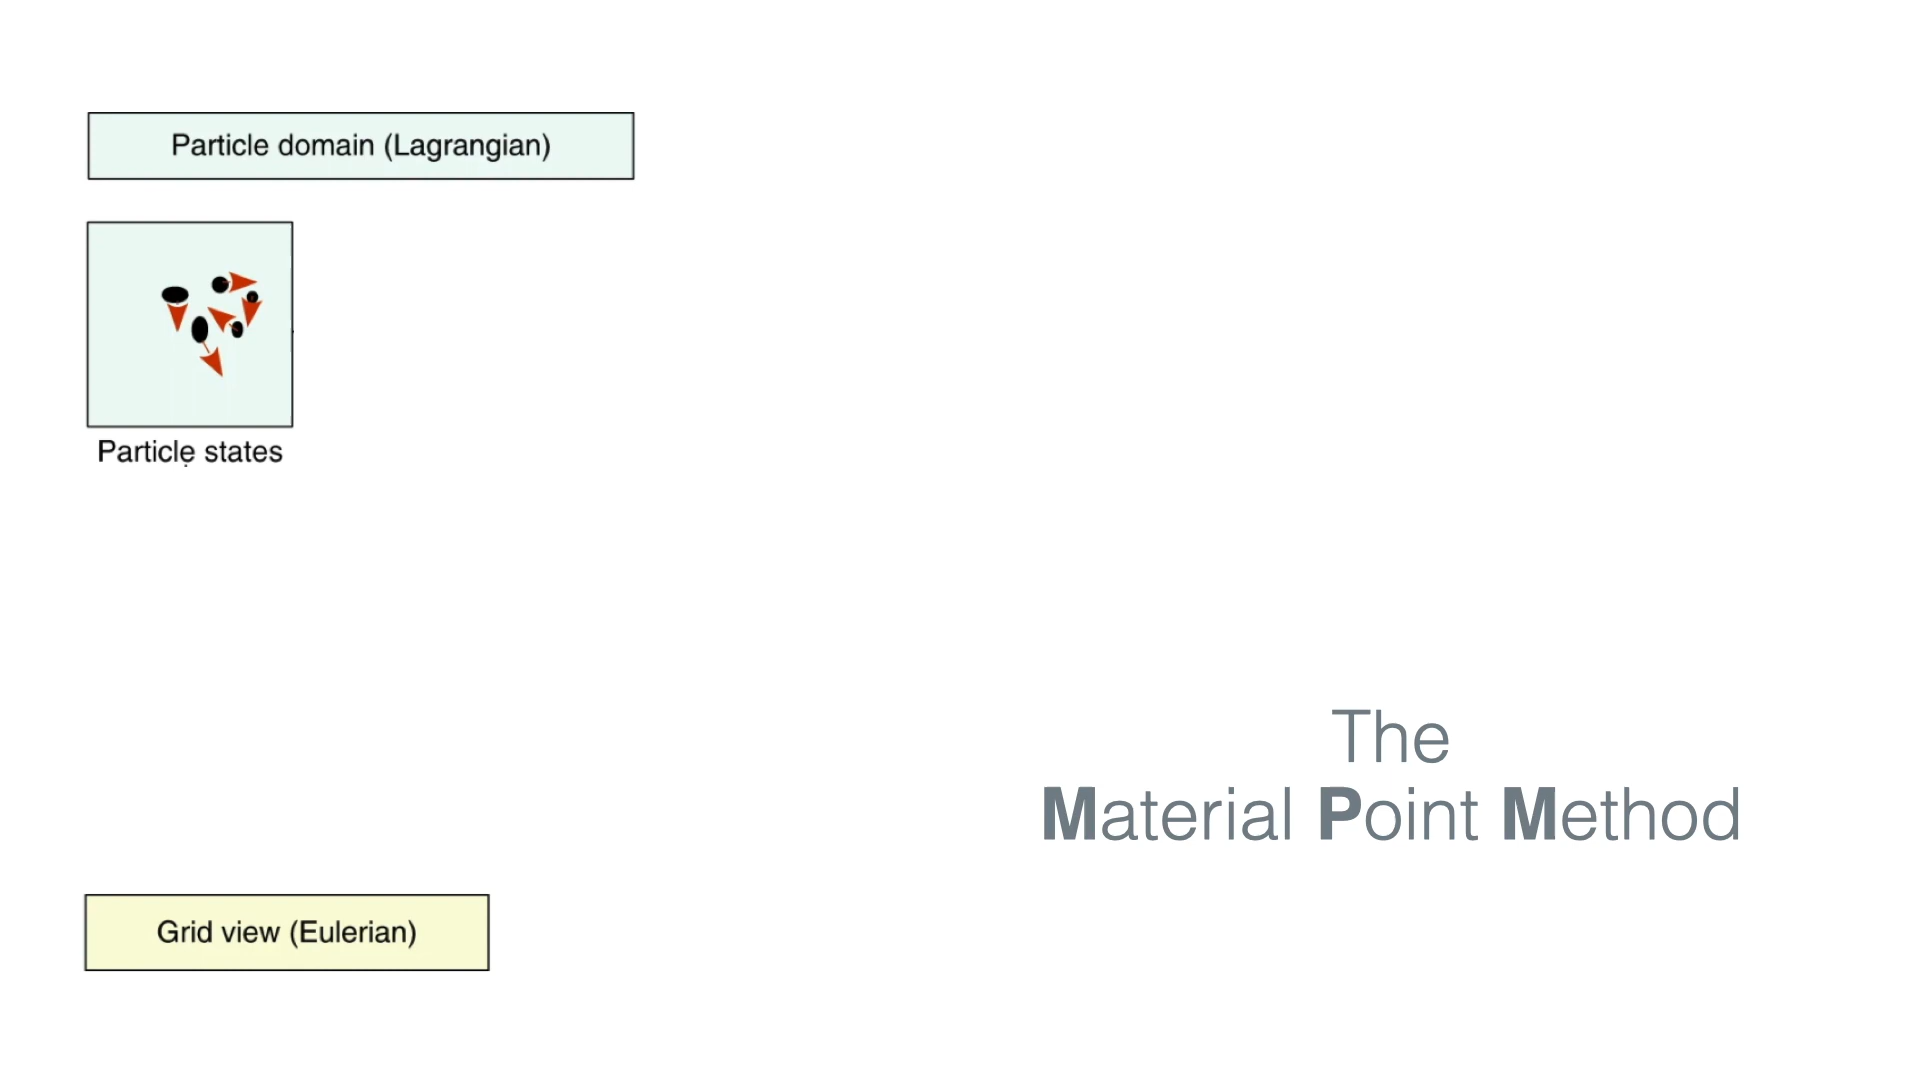 Particle domain (Lagrangian)
Particle states
The
Material Point Method
Grid view (Eulerian)